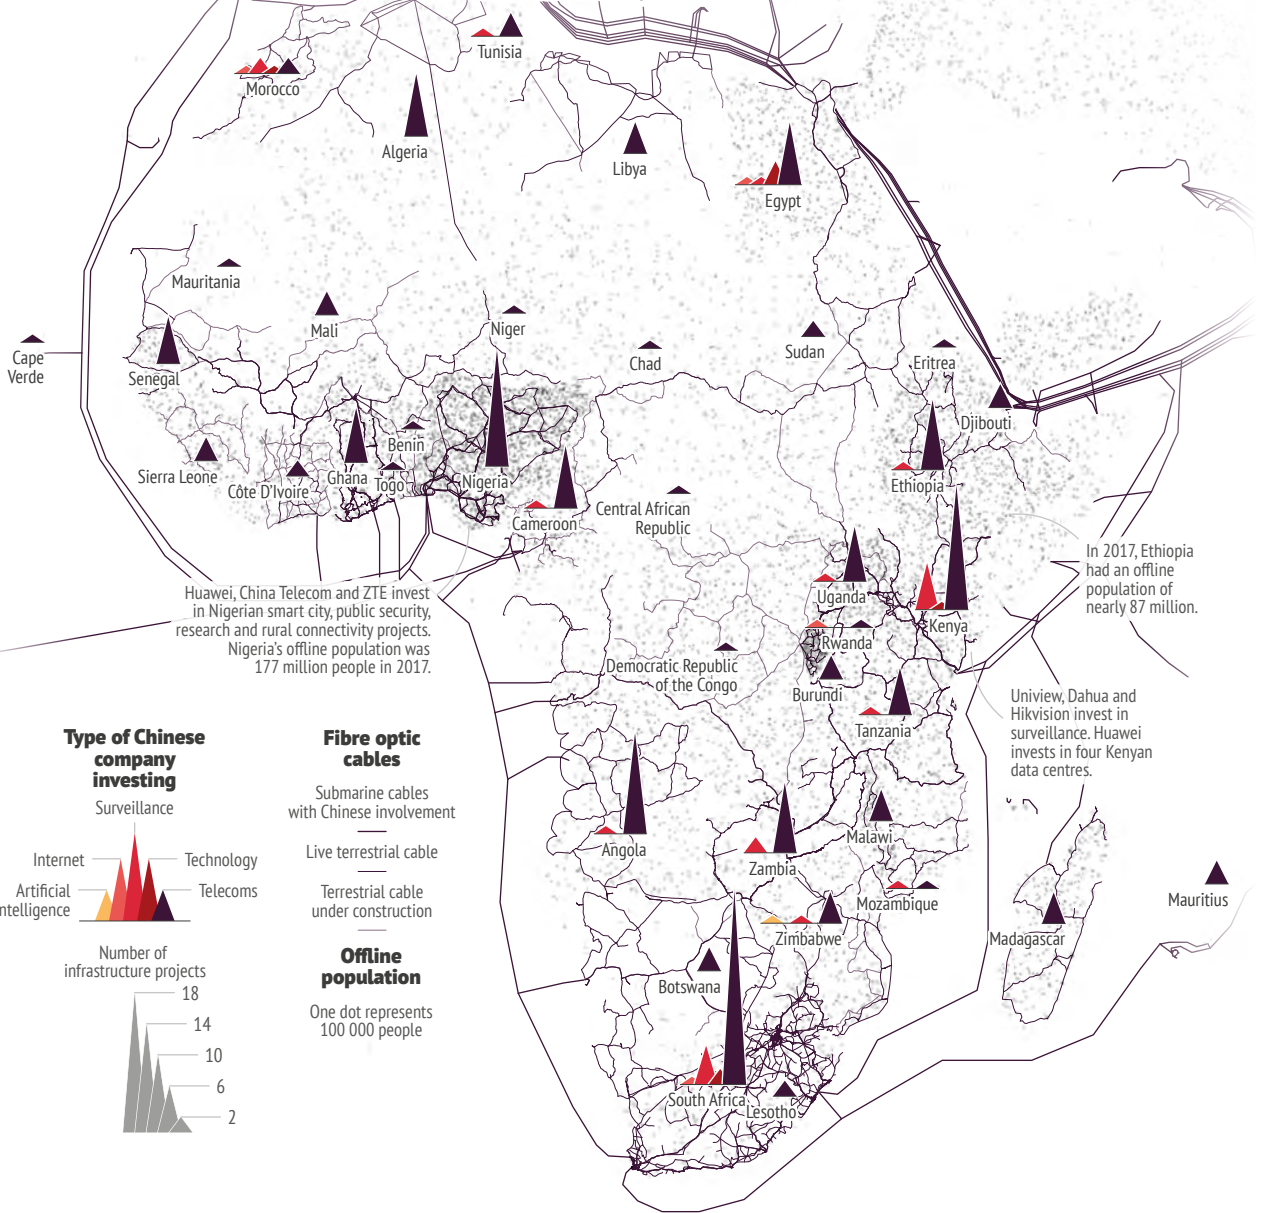 Tunisia
Morocco
Algeria
Libya
Egypt
Mauritania
Mali
Niger
Cape
Verde
Senegal
Chad
Sudan
Eritrea
Djibouti
Benin
Sierra Leone
Côte D'Ivoire
Ghana
Togo
Nigeria
Cameroon
Central African
Republic
Ethiopia
In 2017, Ethiopia
had an offline
population of
nearly 87 million.
Huawei, China Telecom and ZTE invest
in Nigerian smart city, public security,
research and rural connectivity projects.
Nigeria's offline population was
177 million people in 2017.
Uganda
Kenya
Rwanda
Democratic Republic
of the Congo
Burundi
Tanzania
Uniview, Dahua and
Hikvision invest in
surveillance. Huawei
invests in four Kenyan
data centres.
Angola
Zambia
Malawi
Mozambique
Zimbabwe
Madagascar
Mauritius
Botswana
South Africa
Lesotho
Type of Chinese
company
investing
Surveillance
Internet
Technology
Artificial
ntelligence
Telecoms
Number of
infrastructure projects
18
14
10
6
2
Fibre optic
cables
Submarine cables
with Chinese involvement
Live terrestrial cable
Terrestrial cable
under construction
Offline
population
One dot represents
100 000 people